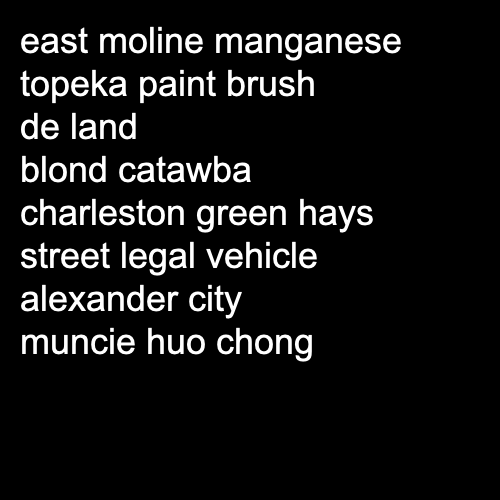 east moline manganese
topeka paint brush
de land
blond catawba
charleston green hays
street legal vehicle
alexander city
muncie huo chong